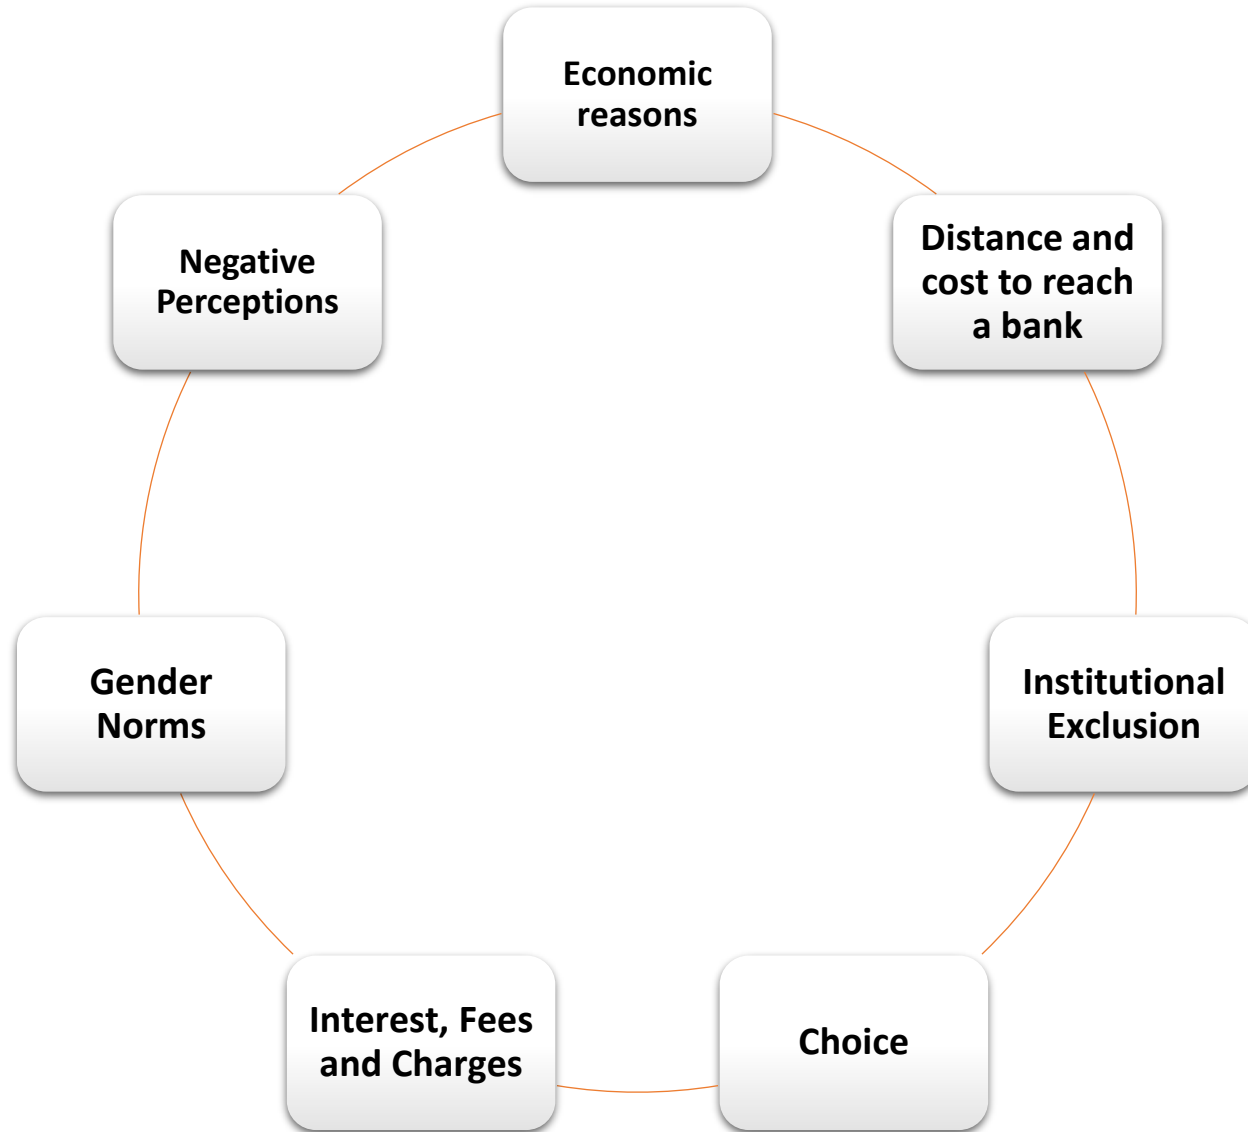 Economic
reasons
Distance and
cost to reach
a bank
Institutional
Exclusion
Choice
Interest, Fees
and Charges
Gender
Norms
Negative
Perceptions